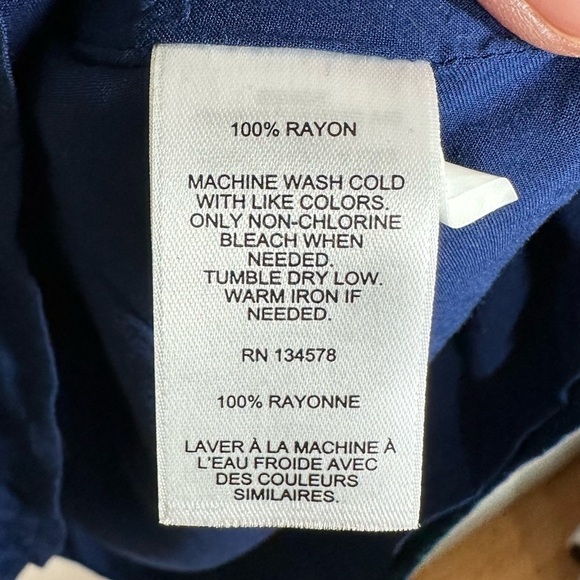 100% RAYON
MACHINE WASH COLD
WITH LIKE COLORS.
ONLY NON-CHLORINE
BLEACH WHEN
NEEDED.
TUMBLE DRY LOW.
WARM IRON IF
NEEDED.
RN 134578
100% RAYONNE
LAVER À LA MACHINE À
L'EAU FROIDE AVEC
DES COULEURS
SIMILAIRES.